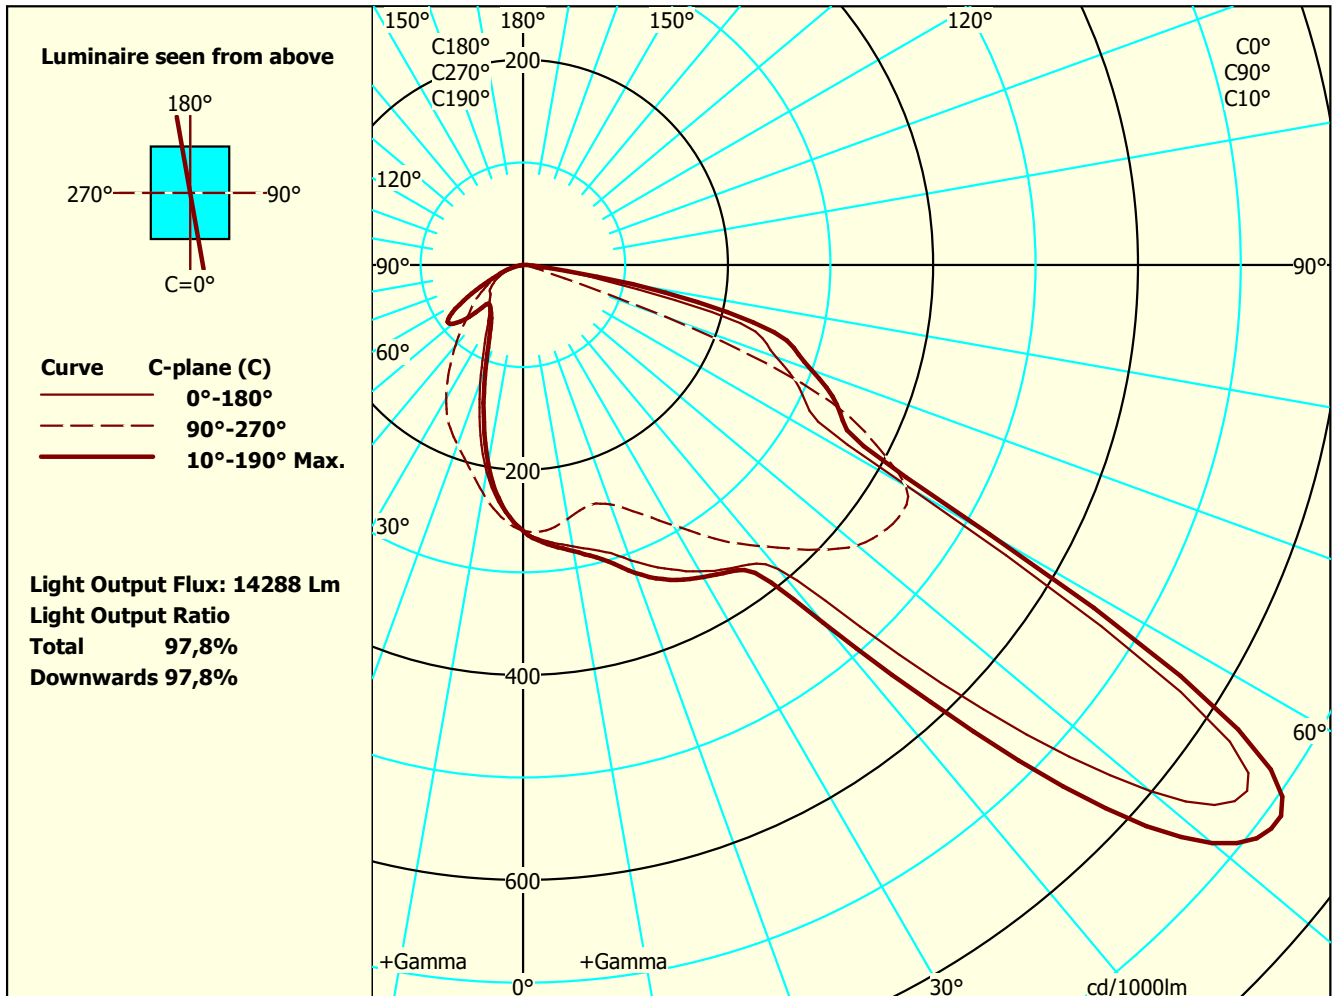 Luminaire seen from above
180°
270°
90°
C=0°
Curve C-plane (C)
0°-180°
90°-270°
10°-190° Max.
Light Output Flux: 14288 Lm
Light Output Ratio
Total 97,8%
Downwards 97,8%
150° 180° 150° 120°
C180°
C270°
C190°
200
C0°
C90°
C10°
120°
90° 90°
60°
200
30°
400
60°
600
+Gamma +Gamma
0° 30° cd/1000lm